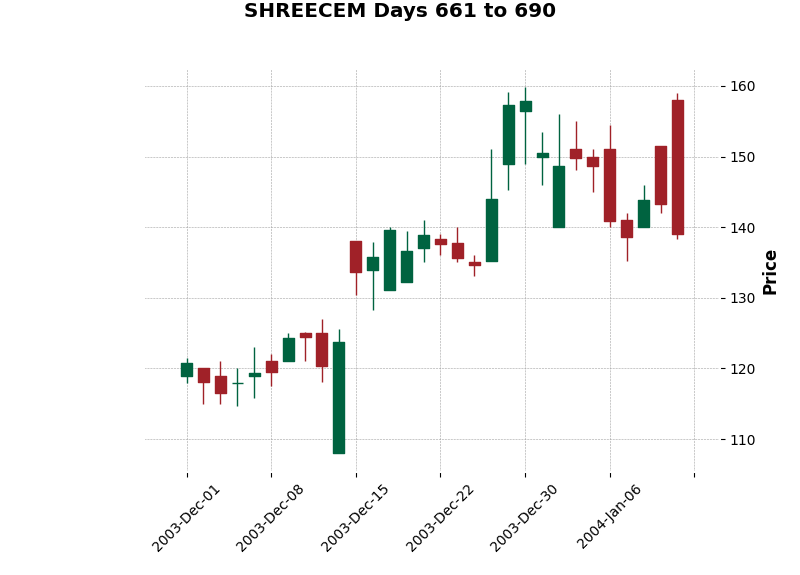 SHREECEM Days 661 to 690
160
150
140
130
120
110
Price
2003-Dec-01
2003-Dec-08
2003-Dec-15
2003-Dec-22
2003-Dec-30
2004-Jan-06